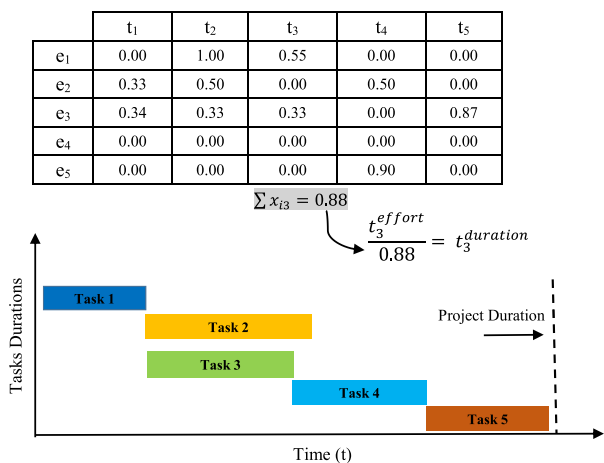 t₁ t₂ t₃ t₄ t₅
e₁ 0.00 1.00 0.55 0.00 0.00
e₂ 0.33 0.50 0.00 0.50 0.00
e₃ 0.34 0.33 0.33 0.00 0.87
e₄ 0.00 0.00 0.00 0.00 0.00
e₅ 0.00 0.00 0.00 0.90 0.00
∑ xᵢ₃ = 0.88
t₃^effort / 0.88 = t₃^duration
Tasks Durations
Task 1
Task 2
Project Duration
Task 3
Task 4
Task 5
Time (t)